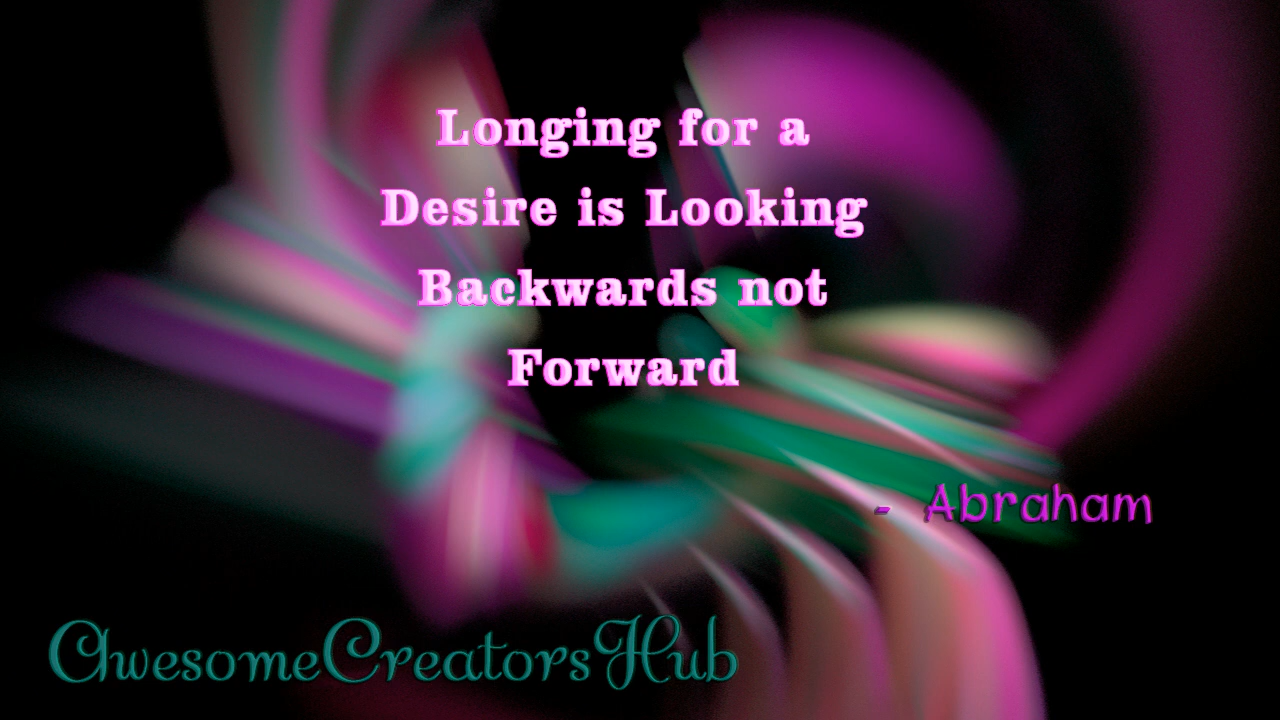 Longing for a
Desire is Looking
Backwards not
Forward
- Abraham
AwesomeCreatorsHub